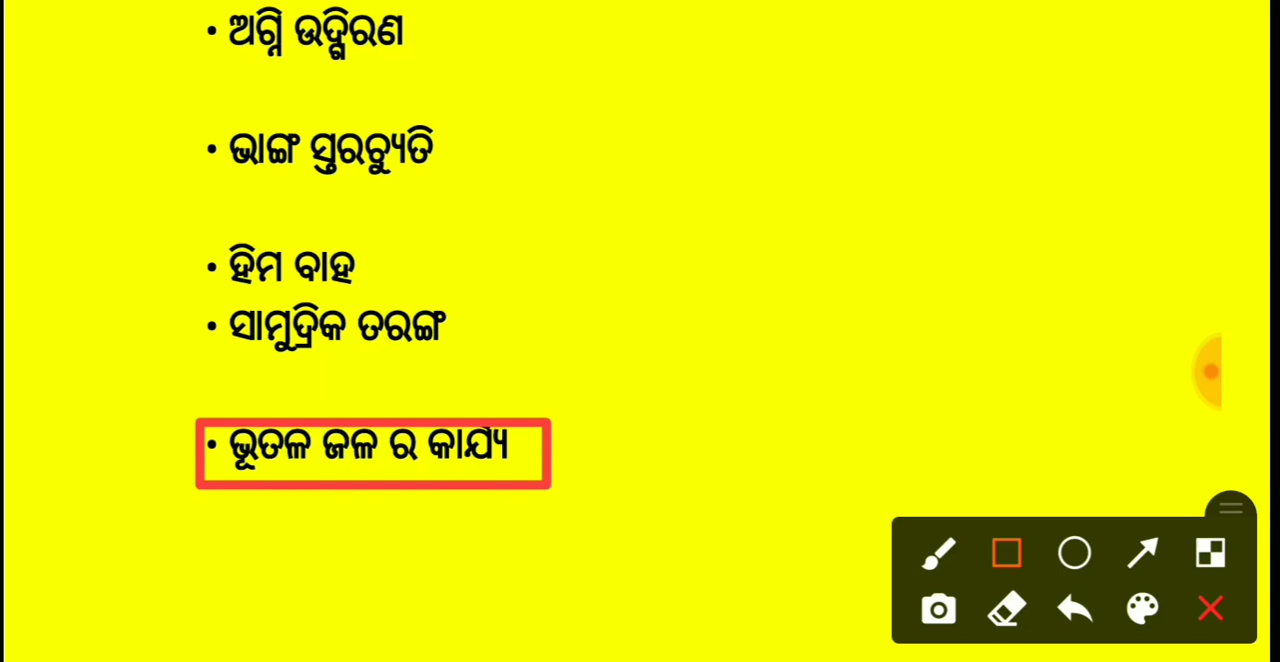 • ଅଗ୍ନି ଉଦ୍ଗିରଣ
• ଭାଙ୍ଗ ସ୍ତରଚ୍ୟୁତି
• ହିମ ବାହ
• ସାମୁଦ୍ରିକ ତରଙ୍ଗ
• ଭୂତଳ ଜଳ ର କାର୍ଯ୍ୟ